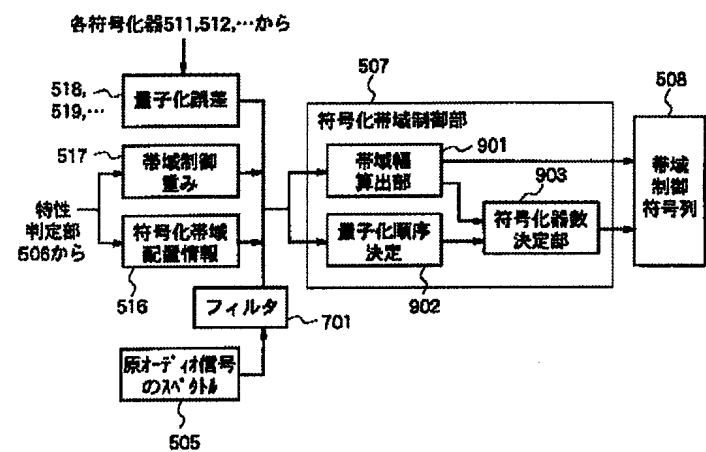 各符号化器511,512,…から
518,
519,…
量子化誤差
517
帯域制御
重み
特性
判定部
506から
符号化帯域
配置情報
516
フィルタ
701
原オーディオ信号
のスペクトル
505
507
符号化帯域制御部
帯域幅
算出部
901
量子化順序
決定
902
903
符号化器数
決定部
508
帯域
制御
符号列